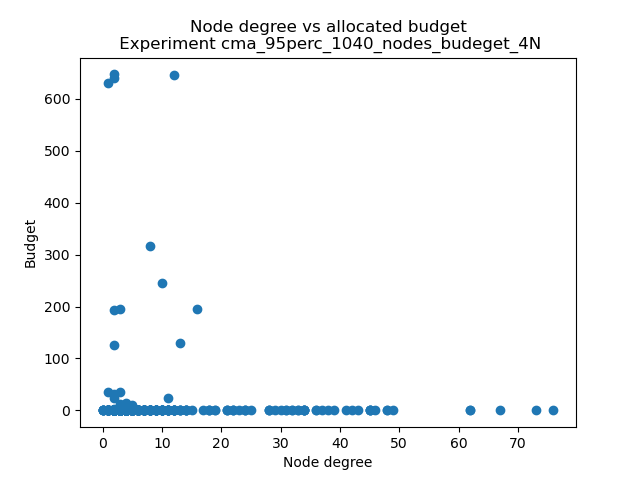 Node degree vs allocated budget
Experiment cma_95perc_1040_nodes_budeget_4N
Budget
600
500
400
300
200
100
0
0 10 20 30 40 50 60 70
Node degree